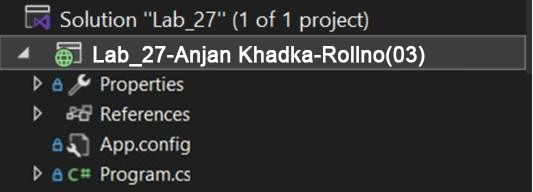 Solution "Lab_27" (1 of 1 project)
Lab_27-Anjan Khadka-Rollno(03)
Properties
References
App.config
C# Program.cs